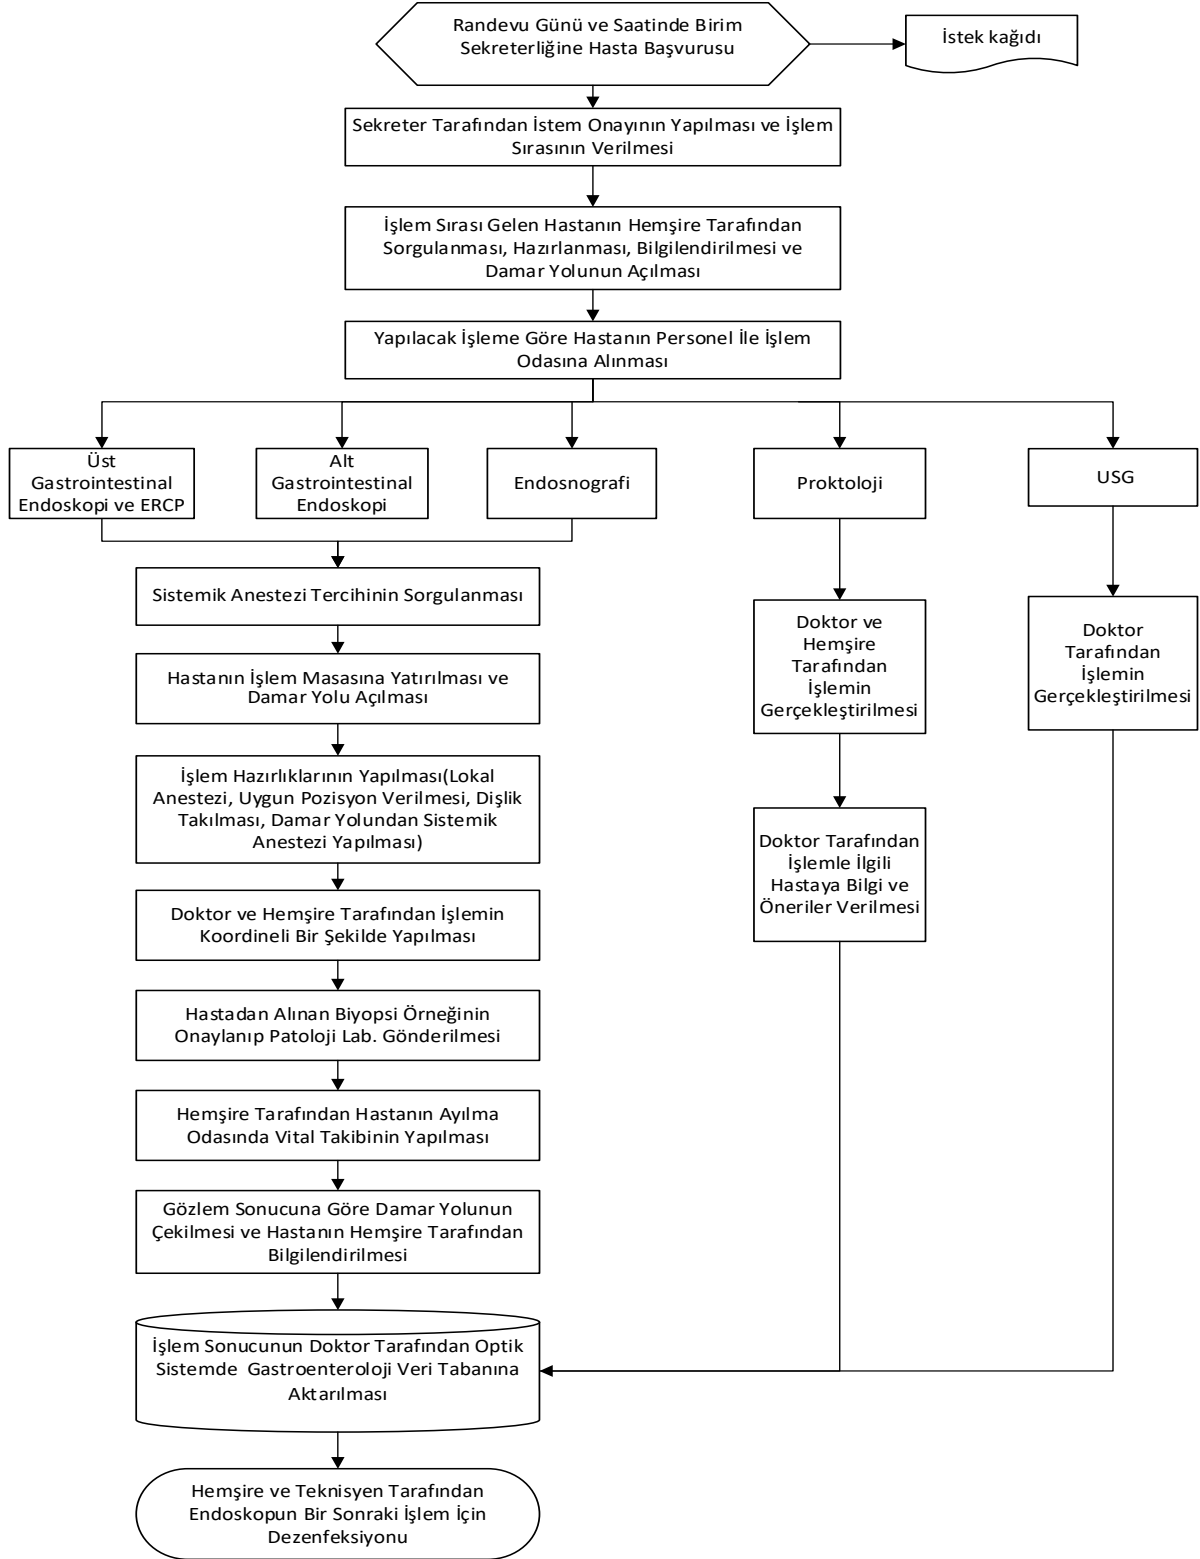 Randevu Günü ve Saatinde Birim
Sekreterliğine Hasta Başvurusu
İstek kağıdı
Sekreter Tarafından İstem Onayının Yapılması ve İşlem
Sırasının Verilmesi
İşlem Sırası Gelen Hastanın Hemşire Tarafından
Sorgulanması, Hazırlanması, Bilgilendirilmesi ve
Damar Yolunun Açılması
Yapılacak İşleme Göre Hastanın Personel İle İşlem
Odasına Alınması
Üst
Gastrointestinal
Endoskopi ve ERCP
Alt
Gastrointestinal
Endoskopi
Endosnografi
Proktoloji
USG
Sistemik Anestezi Tercihinin Sorgulanması
Hastanın İşlem Masasına Yatırılması ve
Damar Yolu Açılması
İşlem Hazırlıklarının Yapılması(Lokal
Anestezi, Uygun Pozisyon Verilmesi, Dişlik
Takılması, Damar Yolundan Sistemik
Anestezi Yapılması)
Doktor ve Hemşire Tarafından İşlemin
Koordineli Bir Şekilde Yapılması
Hastadan Alınan Biyopsi Örneğinin
Onaylanıp Patoloji Lab. Gönderilmesi
Hemşire Tarafından Hastanın Ayılma
Odasında Vital Takibinin Yapılması
Gözlem Sonucuna Göre Damar Yolunun
Çekilmesi ve Hastanın Hemşire Tarafından
Bilgilendirilmesi
Doktor ve
Hemşire
Tarafından
İşlemin
Gerçekleştirilmesi
Doktor Tarafından
İşlemle İlgili
Hastaya Bilgi ve
Öneriler Verilmesi
Doktor
Tarafından
İşlemin
Gerçekleştirilmesi
İşlem Sonucunun Doktor Tarafından Optik
Sistemde Gastroenteroloji Veri Tabanına
Aktarılması
Hemşire ve Teknisyen Tarafından
Endoskopun Bir Sonraki İşlem İçin
Dezenfeksiyonu